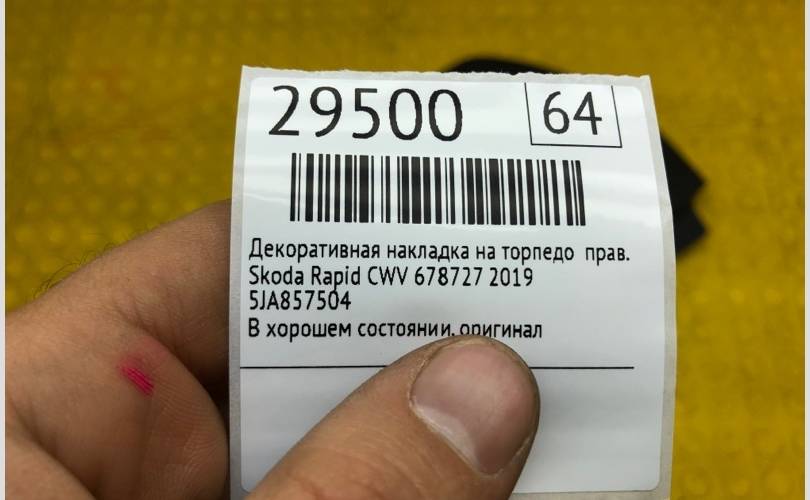 29500 64
Декоративная накладка на торпедо прав.
Skoda Rapid CWV 678727 2019
5JA857504
В хорошем состоянии, оригинал